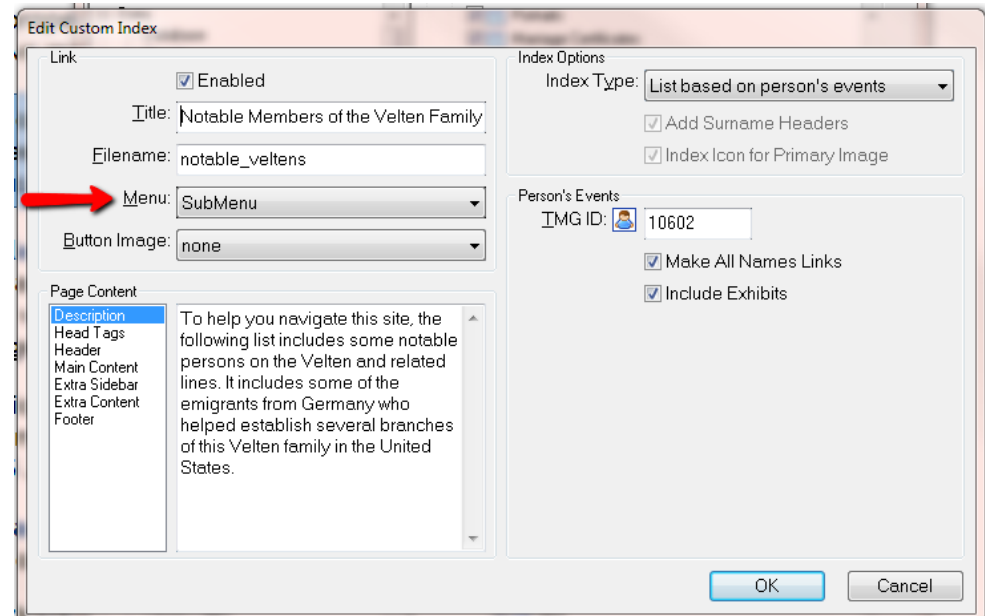 Edit Custom Index
Link
Enabled
Title: Notable Members of the Velten Family
Filename: notable_veltens
Menu: SubMenu
Button Image: none
Page Content
Description
Head Tags
Header
Main Content
Extra Sidebar
Extra Content
Footer
To help you navigate this site, the
following list includes some notable
persons on the Velten and related
lines. It includes some of the
emigrants from Germany who
helped establish several branches
of this Velten family in the United
States.
Index Options
Index Type: List based on person's events
Add Surname Headers
Index Icon for Primary Image
Person's Events
TMG ID: 10602
Make All Names Links
Include Exhibits
OK
Cancel